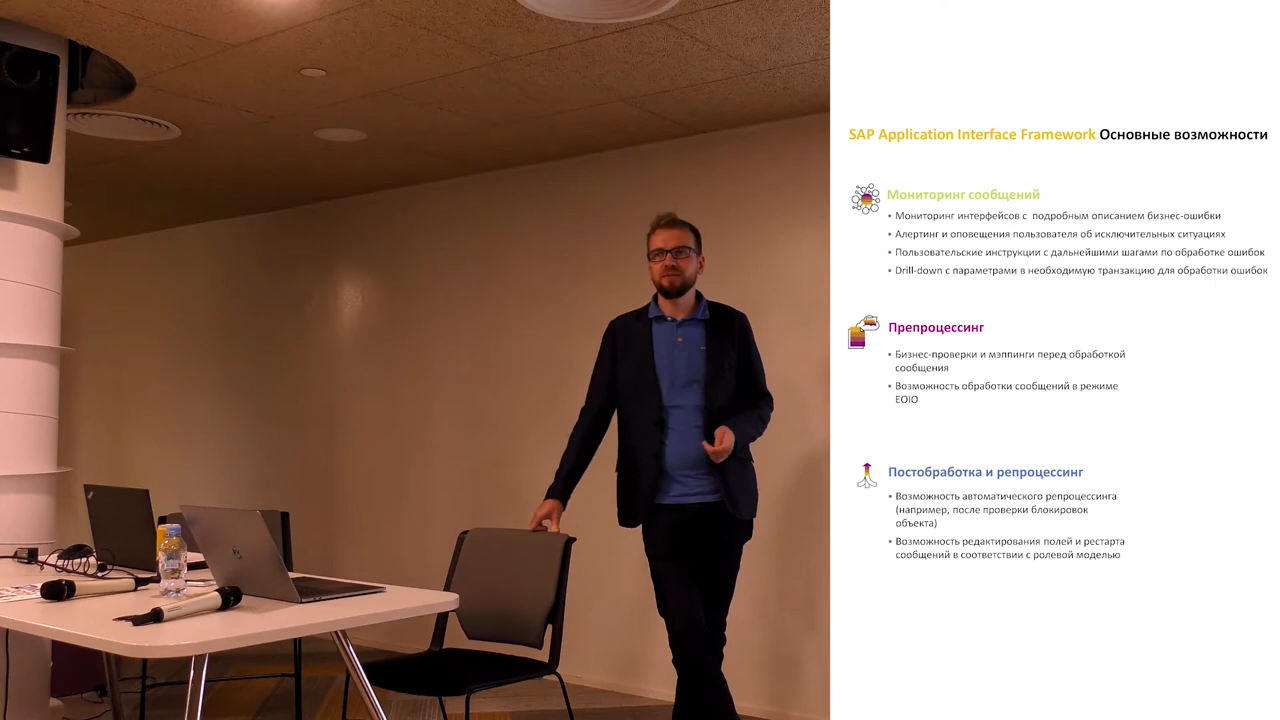 SAP Application Interface Framework Основные возможности
Мониторинг сообщений
• Мониторинг интерфейсов с подробным описанием бизнес-ошибки
• Алертинг и оповещения пользователя об исключительных ситуациях
• Пользовательские инструкции с дальнейшими шагами по обработке ошибок
• Drill-down с параметрами в необходимую транзакцию для обработки ошибок
Препроцессинг
• Бизнес-проверки и мэппинги перед обработкой
сообщения
• Возможность обработки сообщений в режиме
EOIO
Постобработка и репроцессинг
• Возможность автоматического репроцессинга
(например, после проверки блокировок
объекта)
• Возможность редактирования полей и рестарта
сообщений в соответствии с ролевой моделью